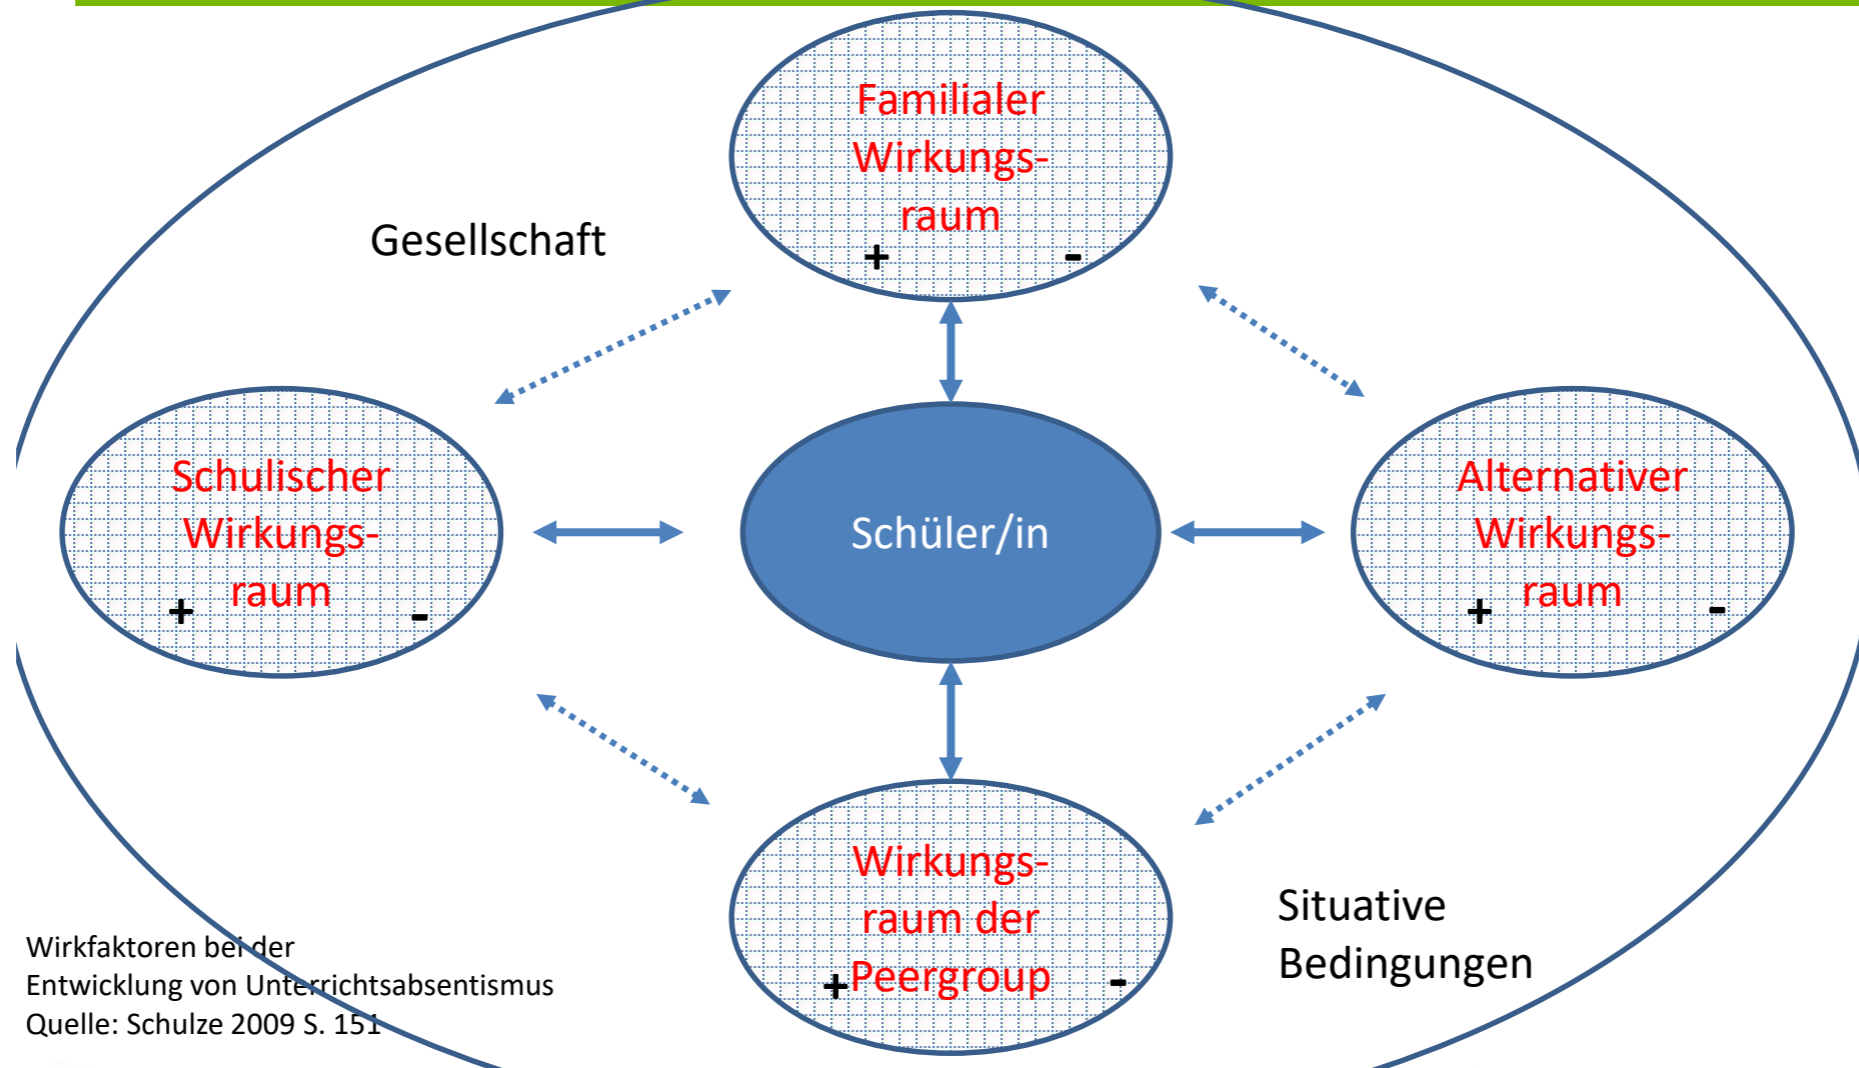 Familialer
Wirkungs-
raum
+ -
Gesellschaft
Schulischer
Wirkungs-
raum
+ -
Schüler/in
Alternativer
Wirkungs-
raum
+ -
Wirkungs-
raum der
Peergroup
+ -
Situative
Bedingungen
Wirkfaktoren bei der
Entwicklung von Unterrichtsabsentismus
Quelle: Schulze 2009 S. 151